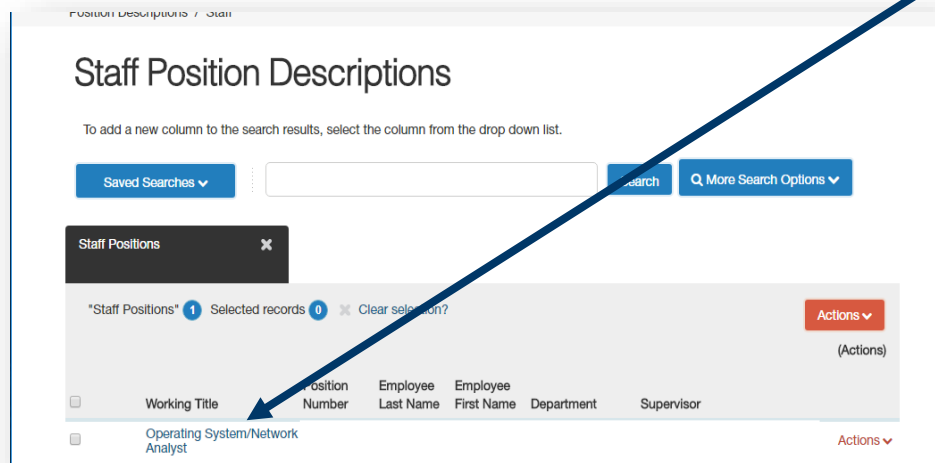 Position Descriptions / Staff
Staff Position Descriptions
To add a new column to the search results, select the column from the drop down list.
Saved Searches
Search
More Search Options
Staff Positions
"Staff Positions" 1 Selected records 0 Clear selection?
Actions
(Actions)
Working Title Position Number Employee Last Name Employee First Name Department Supervisor
Operating System/Network
Analyst
Actions